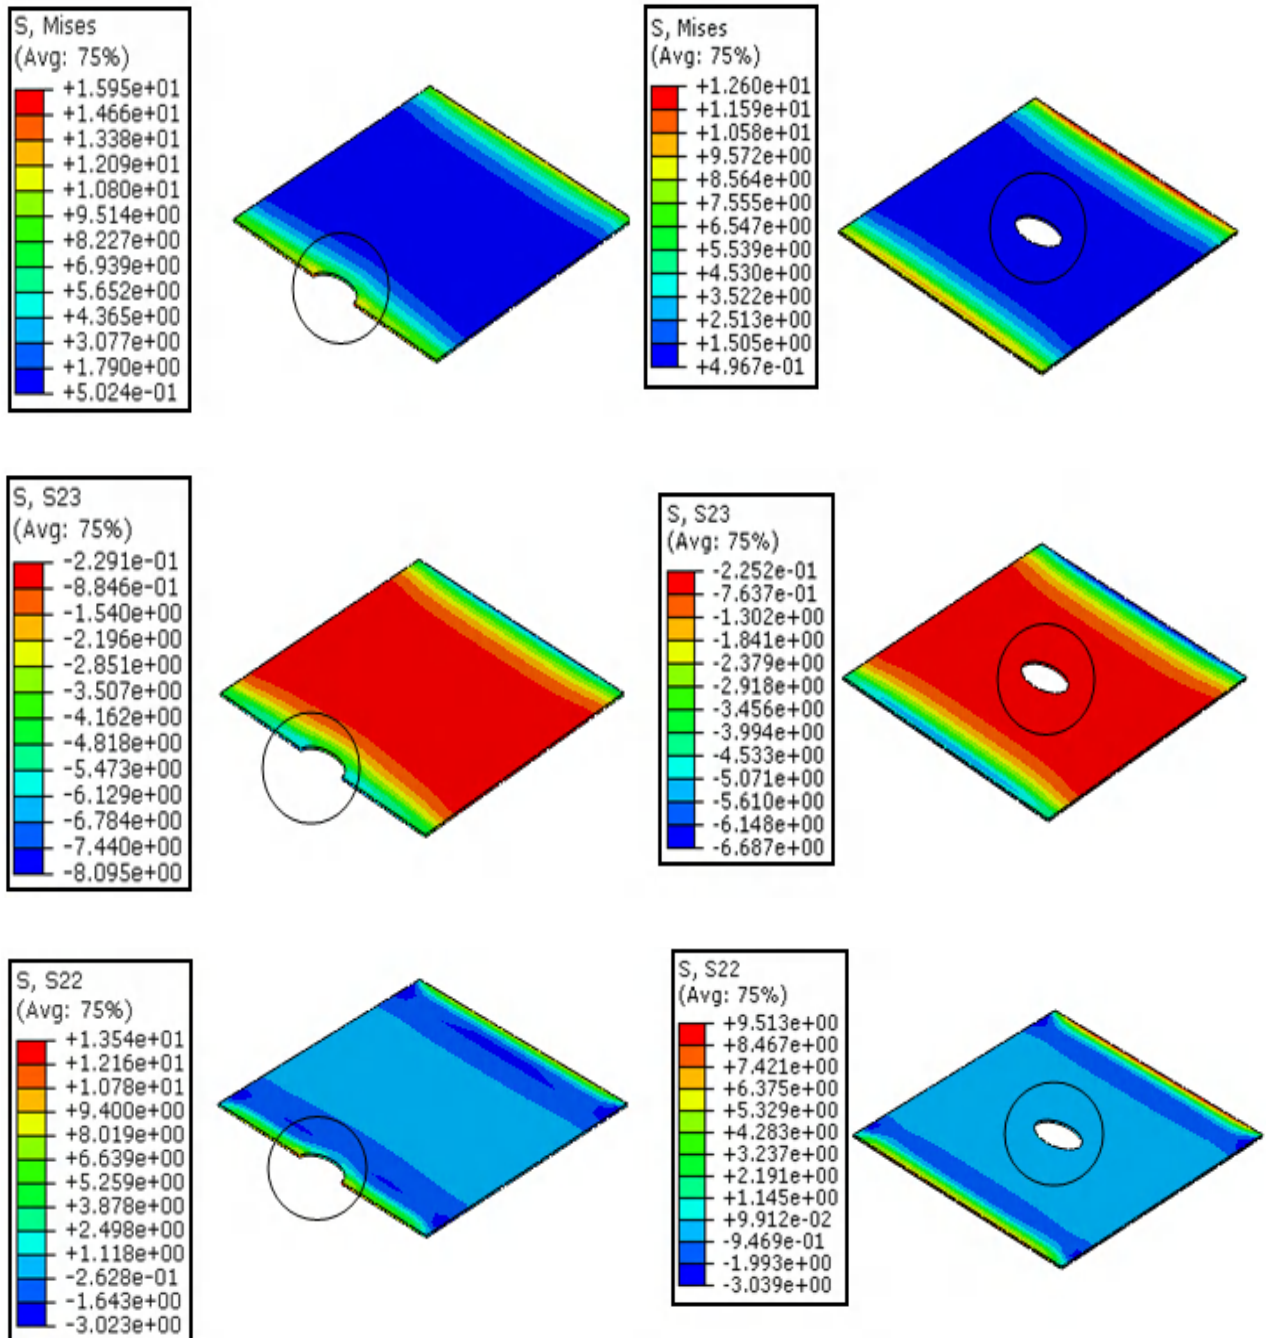 S, Mises
(Avg: 75%)
+1.595e+01
+1.466e+01
+1.338e+01
+1.209e+01
+1.080e+01
+9.514e+00
+8.227e+00
+6.939e+00
+5.652e+00
+4.365e+00
+3.077e+00
+1.790e+00
+5.024e-01
S, Mises
(Avg: 75%)
+1.260e+01
+1.159e+01
+1.058e+01
+9.572e+00
+8.564e+00
+7.555e+00
+6.547e+00
+5.539e+00
+4.530e+00
+3.522e+00
+2.513e+00
+1.505e+00
+4.967e-01
S, S23
(Avg: 75%)
-2.291e-01
-8.846e-01
-1.540e+00
-2.196e+00
-2.851e+00
-3.507e+00
-4.162e+00
-4.818e+00
-5.473e+00
-6.129e+00
-6.784e+00
-7.440e+00
-8.095e+00
S, S23
(Avg: 75%)
-2.252e-01
-7.637e-01
-1.302e+00
-1.841e+00
-2.379e+00
-2.918e+00
-3.456e+00
-3.994e+00
-4.533e+00
-5.071e+00
-5.610e+00
-6.148e+00
-6.687e+00
S, S22
(Avg: 75%)
+1.354e+01
+1.216e+01
+1.078e+01
+9.400e+00
+8.019e+00
+6.639e+00
+5.259e+00
+3.878e+00
+2.498e+00
+1.118e+00
-2.628e-01
-1.643e+00
-3.023e+00
S, S22
(Avg: 75%)
+9.513e+00
+8.467e+00
+7.421e+00
+6.375e+00
+5.329e+00
+4.283e+00
+3.237e+00
+2.191e+00
+1.145e+00
+9.912e-02
-9.469e-01
-1.993e+00
-3.039e+00